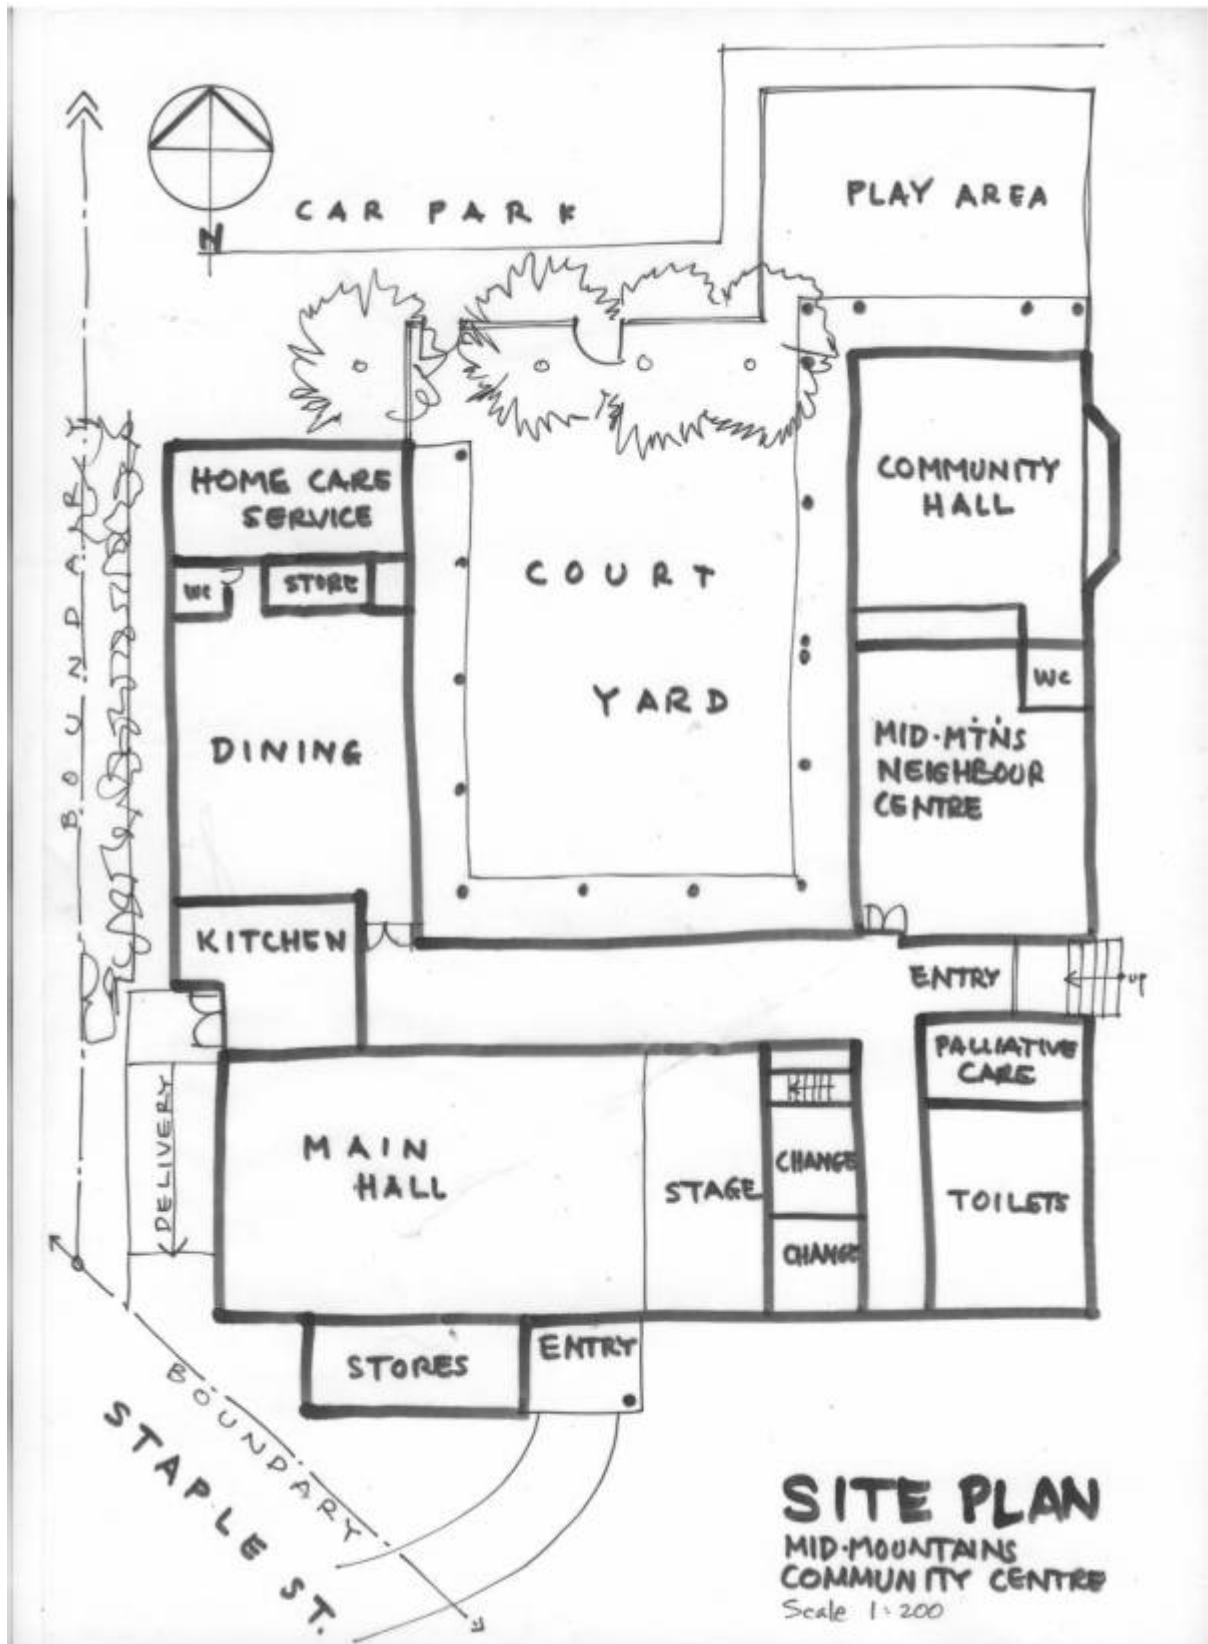 N
CAR PARK
PLAY AREA
BOUNDARY
HOME CARE
SERVICE
WC
STORE
COMMUNITY
HALL
COURT
YARD
WC
DINING
MID·MTNS
NEIGHBOUR
CENTRE
KITCHEN
ENTRY
UP
PALLIATIVE
CARE
DELIVERY
MAIN
HALL
STAGE
CHANGE
CHANGE
TOILETS
STORES
ENTRY
BOUNDARY
STAPLE ST.
SITE PLAN
MID·MOUNTAINS
COMMUNITY CENTRE
Scale 1:200